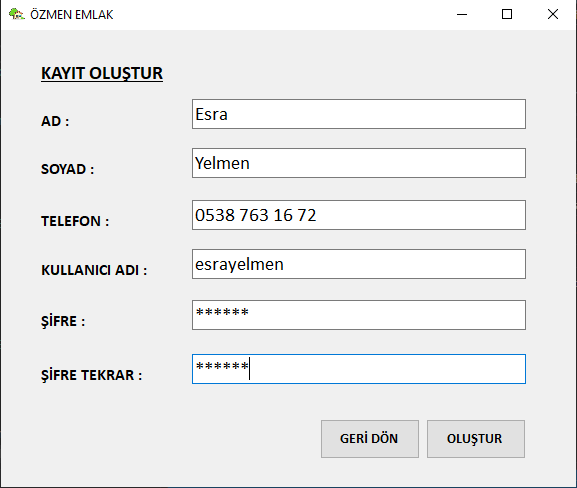 ÖZMEN EMLAK
KAYIT OLUŞTUR
AD : Esra
SOYAD : Yelmen
TELEFON : 0538 763 16 72
KULLANICI ADI : esrayelmen
ŞİFRE : ******
ŞİFRE TEKRAR : ******
GERİ DÖN OLUŞTUR